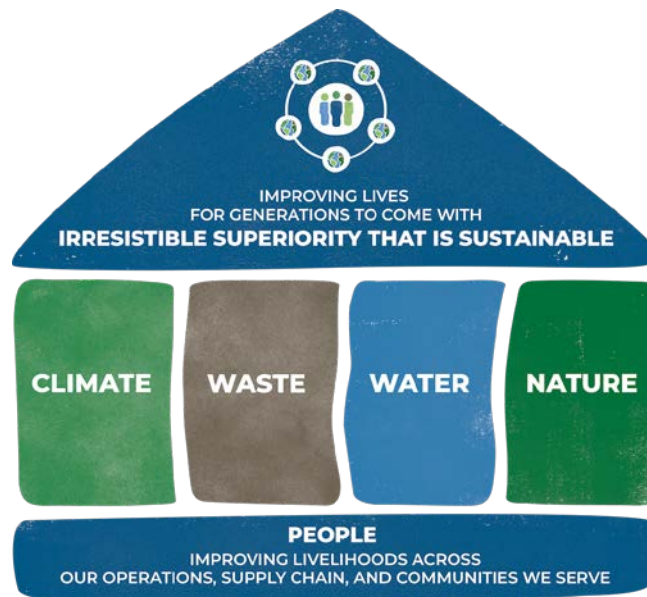 IMPROVING LIVES
FOR GENERATIONS TO COME WITH
IRRESISTIBLE SUPERIORITY THAT IS SUSTAINABLE
CLIMATE
WASTE
WATER
NATURE
PEOPLE
IMPROVING LIVELIHOODS ACROSS
OUR OPERATIONS, SUPPLY CHAIN, AND COMMUNITIES WE SERVE